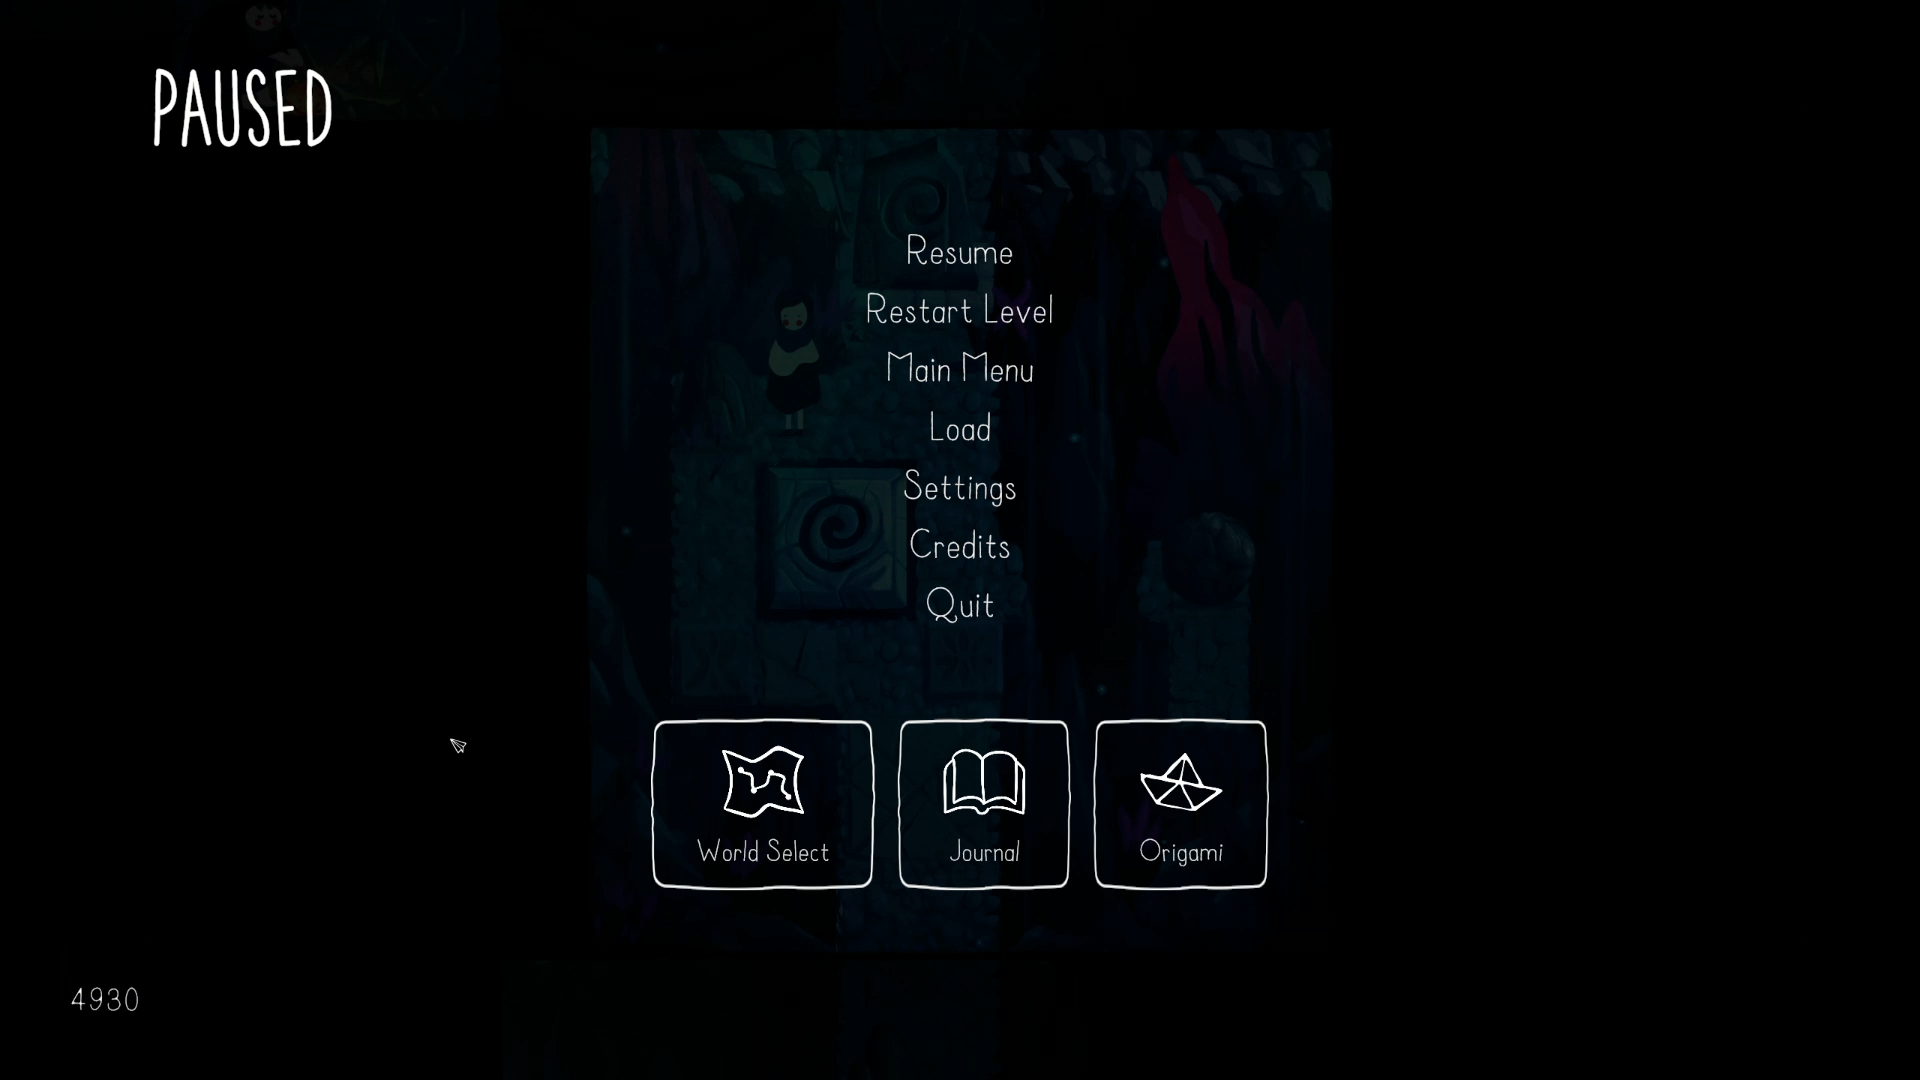 PAUSED
Resume
Restart Level
Main Menu
Load
Settings
Credits
Quit
World Select
Journal
Origami
4930